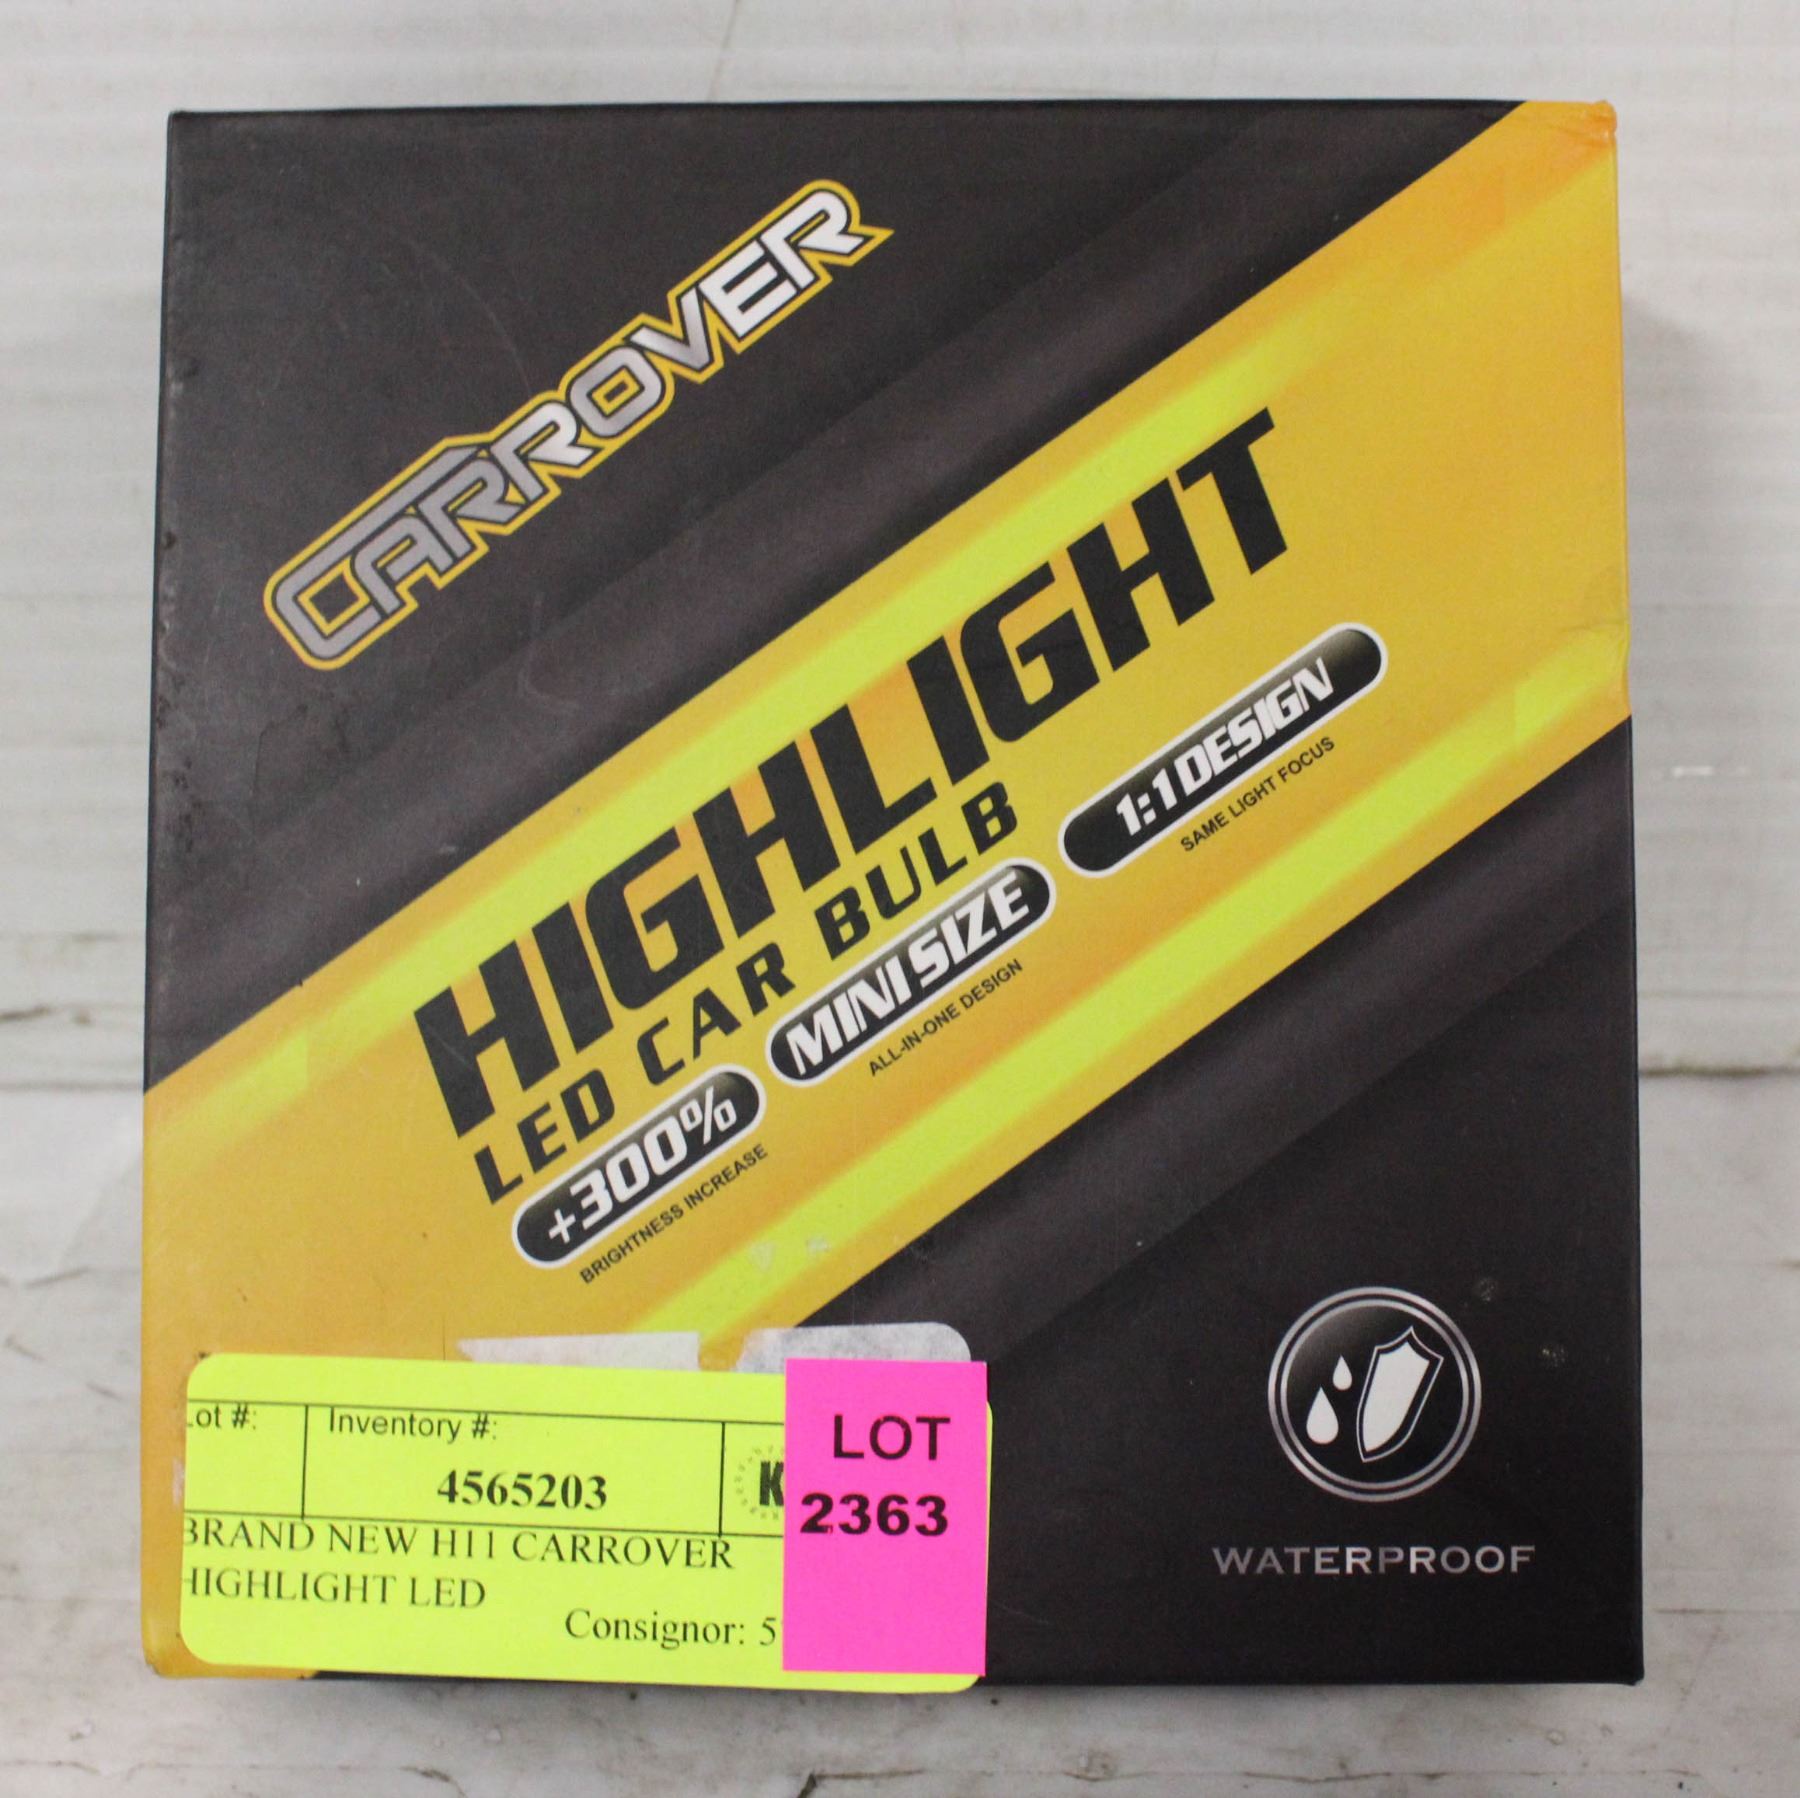 CARROVER
HIGHLIGHT
LED CAR BULB
+300%
BRIGHTNESS INCREASE
MINI SIZE
ALL-IN-ONE DESIGN
1:1 DESIGN
SAME LIGHT FOCUS
WATERPROOF
Lot #:
Inventory #:
4565203
K
BRAND NEW H11 CARROVER
HIGHLIGHT LED
Consignor: 5
LOT
2363